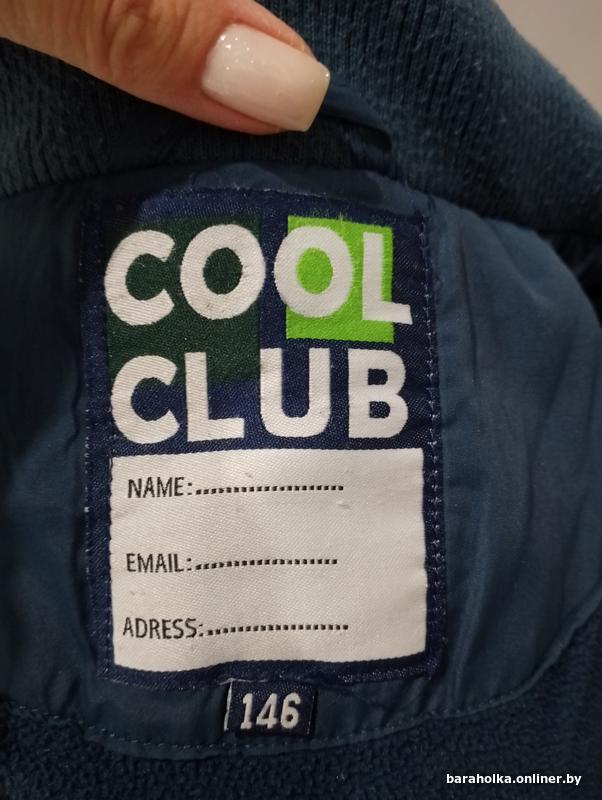 COOL
CLUB
NAME:....................
EMAIL:....................
ADRESS:....................
146
baraholka.onliner.by